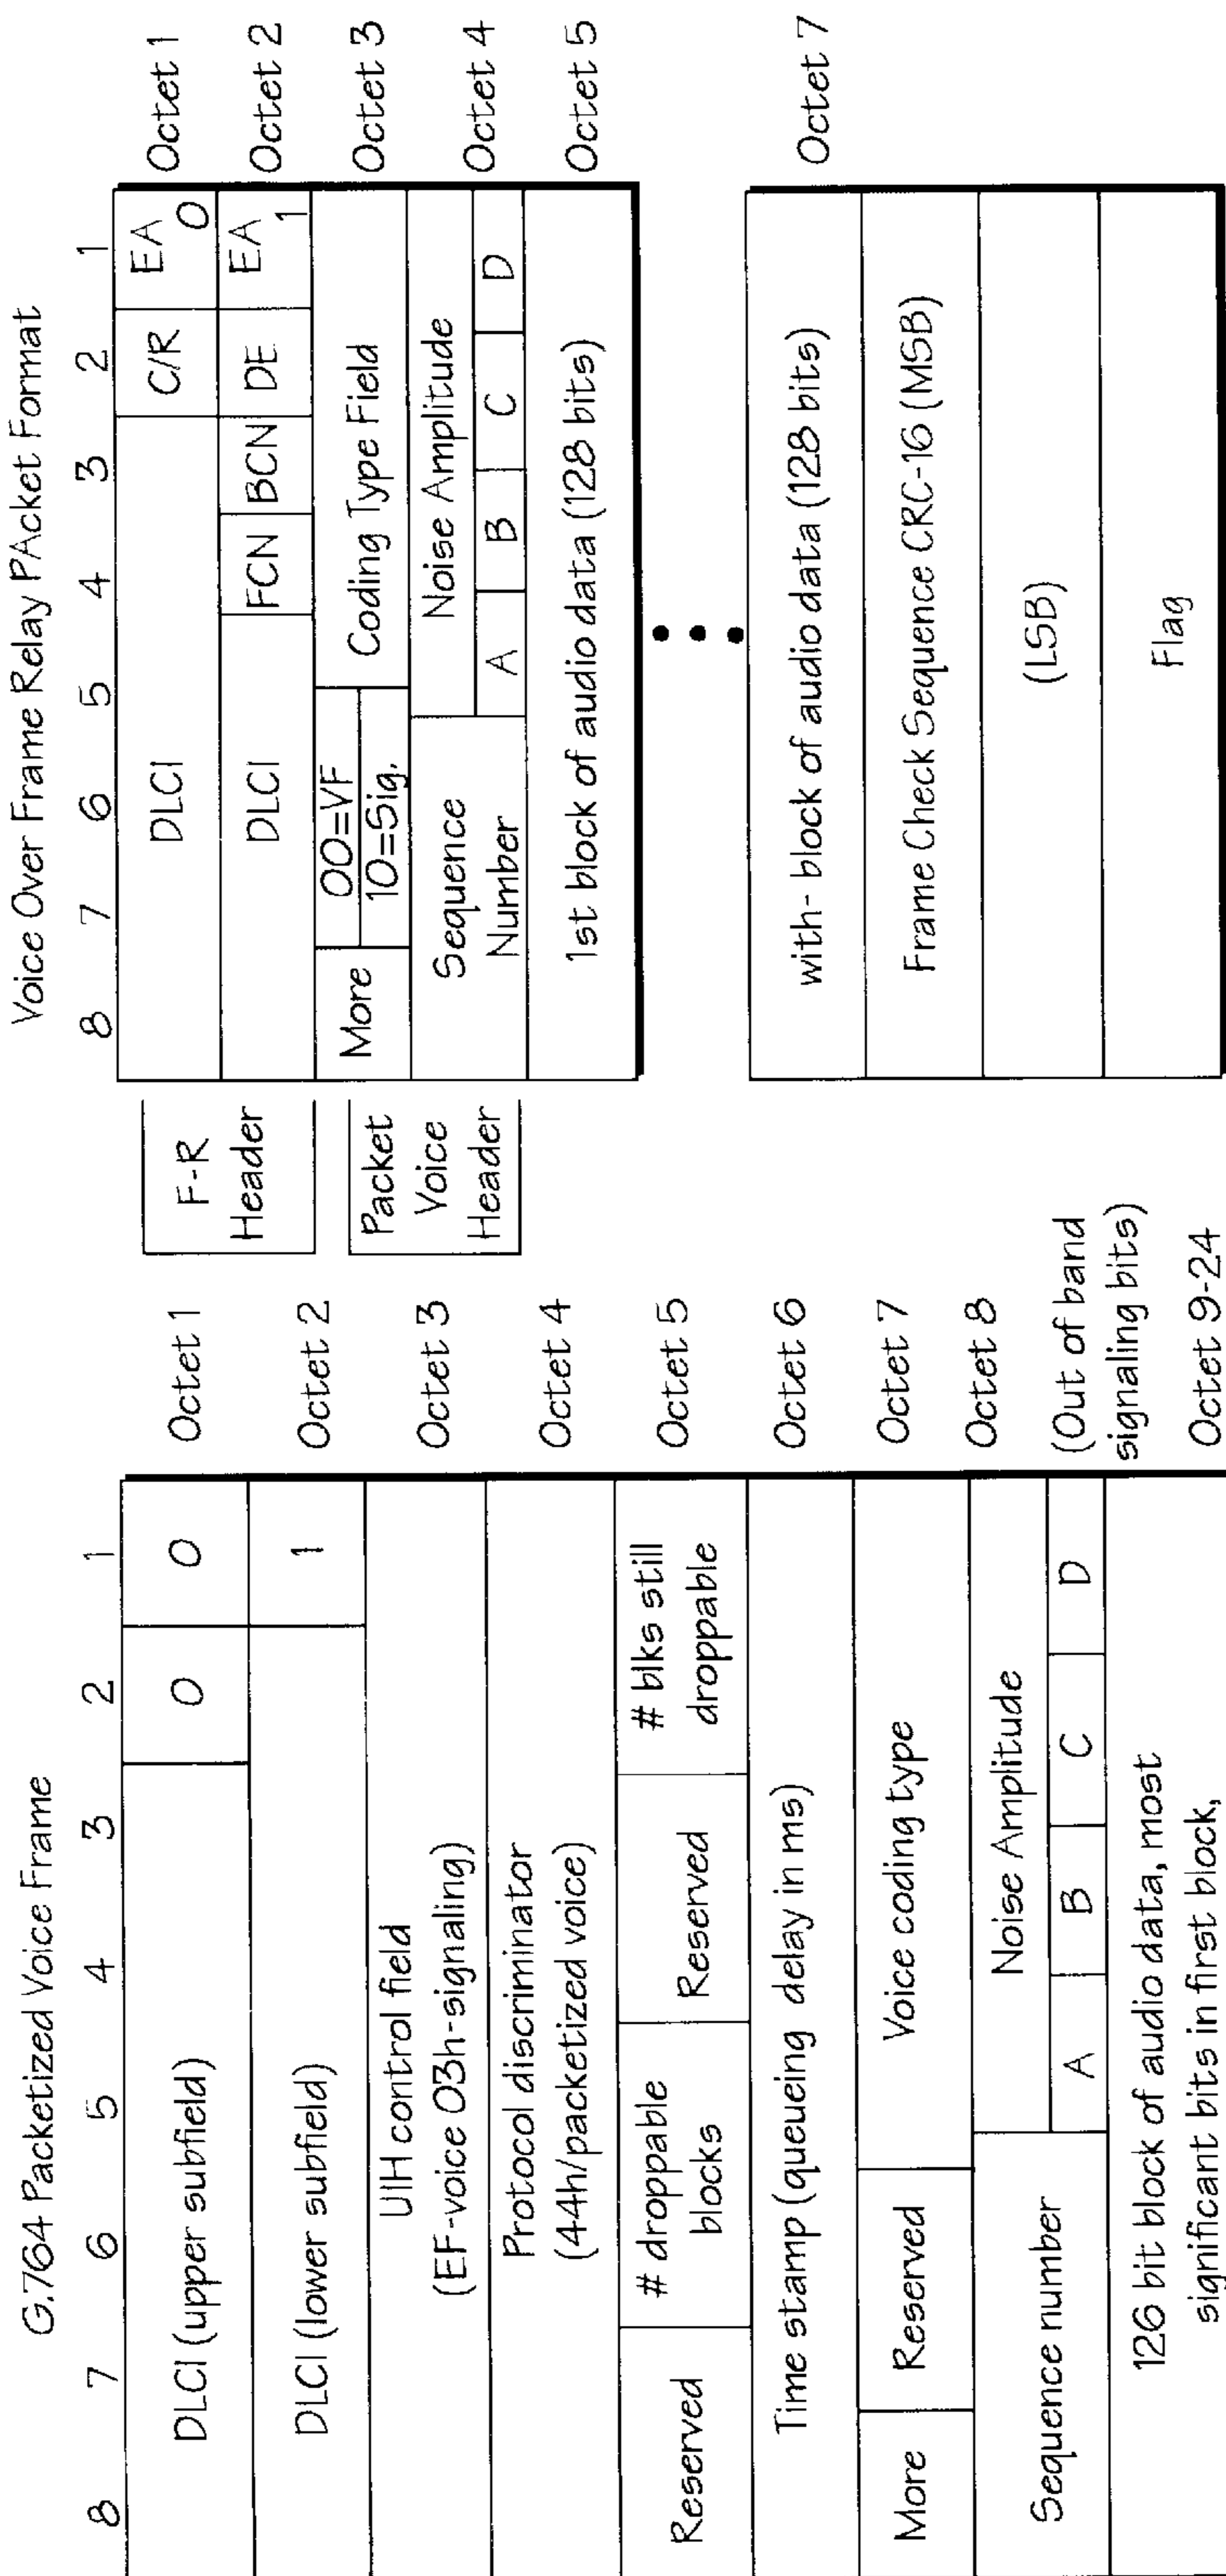 G.764 Packetized Voice Frame
8 7 6 5 4 3 2 1
DLCI (upper subfield) 0 0 Octet 1
DLCI (lower subfield) 1 Octet 2
UIH control field
(EF-voice 03h-signaling) Octet 3
Protocol discriminator
(44h/packetized voice) Octet 4
Reserved # droppable Reserved # blks still Octet 5
blocks droppable
Time stamp (queueing delay in ms) Octet 6
More Reserved Voice coding type Octet 7
Sequence number Noise Amplitude Octet 8
A B C D (Out of band
signaling bits)
126 bit block of audio data, most
significant bits in first block,
Octet 9-24
Voice Over Frame Relay PAcket Format
8 7 6 5 4 3 2 1
F-R
Header
DLCI C/R EA 0 Octet 1
DLCI FCN BCN DE EA 1 Octet 2
Packet
Voice
Header
More 00=VF Coding Type Field Octet 3
10=Sig.
Sequence Noise Amplitude Octet 4
Number A B C D
1st block of audio data (128 bits) Octet 5
with- block of audio data (128 bits) Octet 7
Frame Check Sequence CRC-16 (MSB)
(LSB)
Flag